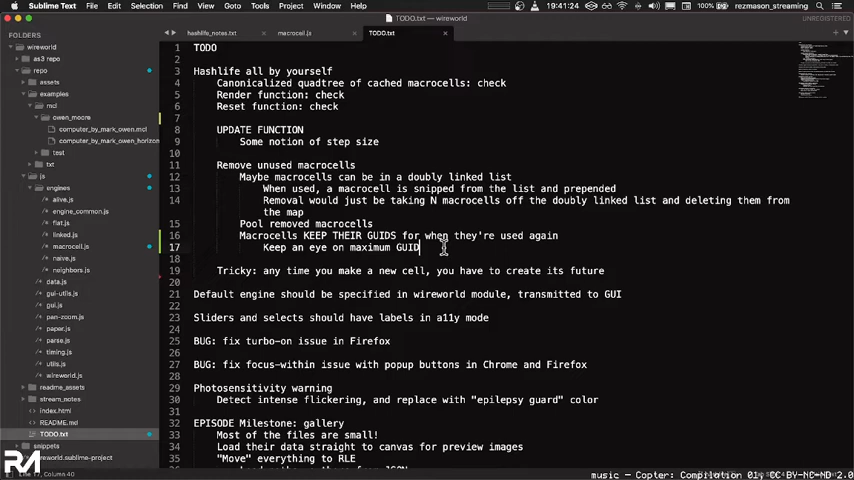 Sublime Text File Edit Selection Find View Goto Tools Project Window Help 19:41:24 100% rezmason_streaming
TODO.txt — wireworld
UNREGISTERED
FOLDERS
wireworld
as3 repo
repo
assets
examples
mcl
owen_moore
computer_by_mark_owen.mcl
computer_by_mark_owen_horizon
test
txt
js
engines
alive.js
engine_common.js
flat.js
linked.js
macrocell.js
naive.js
neighbors.js
data.js
gui-utils.js
gui.js
pan-zoom.js
paper.js
parse.js
timing.js
utils.js
wireworld.js
readme_assets
stream_notes
index.html
README.md
TODO.txt
snippets
wireworld.sublime-project
hashlife_notes.txt macrocell.js TODO.txt
1 TODO
2
3 Hashlife all by yourself
4 Canonicalized quadtree of cached macrocells: check
5 Render function: check
6 Reset function: check
7
8 UPDATE FUNCTION
9 Some notion of step size
10
11 Remove unused macrocells
12 Maybe macrocells can be in a doubly linked list
13 When used, a macrocell is snipped from the list and prepended
14 Removal would just be taking N macrocells off the doubly linked list and deleting them from
the map
15 Pool removed macrocells
16 Macrocells KEEP THEIR GUIDS for when they're used again
17 Keep an eye on maximum GUID
18
19 Tricky: any time you make a new cell, you have to create its future
20
21 Default engine should be specified in wireworld module, transmitted to GUI
22
23 Sliders and selects should have labels in a11y mode
24
25 BUG: fix turbo-on issue in Firefox
26
27 BUG: fix focus-within issue with popup buttons in Chrome and Firefox
28
29 Photosensitivity warning
30 Detect intense flickering, and replace with "epilepsy guard" color
31
32 EPISODE Milestone: gallery
33 Most of the files are small!
34 Load their data straight to canvas for preview images
35 "Move" everything to RLE
Line 17, Column 40
music - Copter: Compilation 01, CC BY-NC-ND 2.0